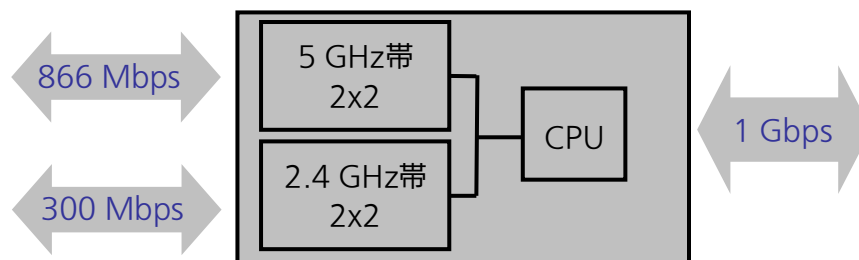 866 Mbps
5 GHz帯
2x2
CPU
1 Gbps
300 Mbps
2.4 GHz帯
2x2